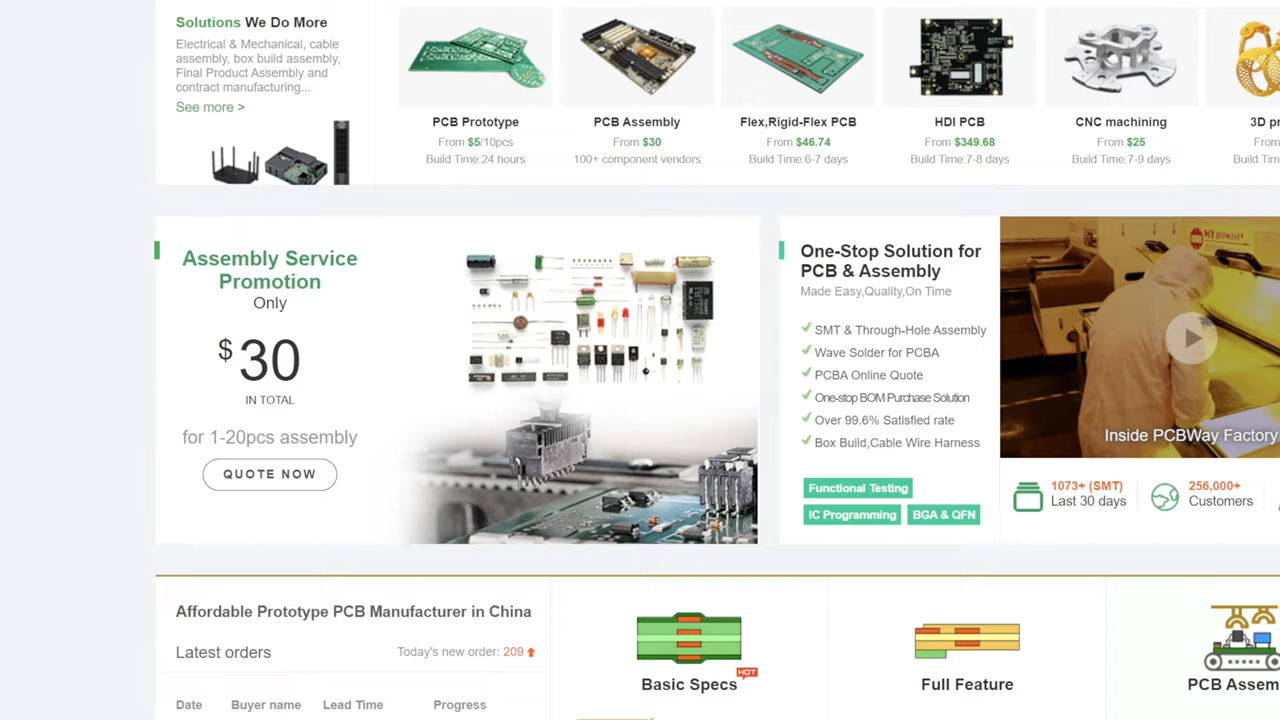 Solutions We Do More
Electrical & Mechanical, cable
assembly, box build assembly,
Final Product Assembly and
contract manufacturing...
See more >
PCB Prototype
From $5/10pcs
Build Time:24 hours
PCB Assembly
From $30
100+ component vendors
Flex,Rigid-Flex PCB
From $46.74
Build Time:6-7 days
HDI PCB
From $349.68
Build Time:7-8 days
CNC machining
From $25
Build Time:7-9 days
3D pr
From
Build Tim
Assembly Service
Promotion
Only
$30
IN TOTAL
for 1-20pcs assembly
QUOTE NOW
One-Stop Solution for
PCB & Assembly
Made Easy,Quality,On Time
SMT & Through-Hole Assembly
Wave Solder for PCBA
PCBA Online Quote
One-stop BOM Purchase Solution
Over 99.6% Satisfied rate
Box Build,Cable Wire Harness
Functional Testing
IC Programming BGA & QFN
Inside PCBWay Factory
1073+ (SMT)
Last 30 days
256,000+
Customers
Affordable Prototype PCB Manufacturer in China
Latest orders Today's new order: 209
Date Buyer name Lead Time Progress
HOT
Basic Specs
Full Feature
PCB Assem